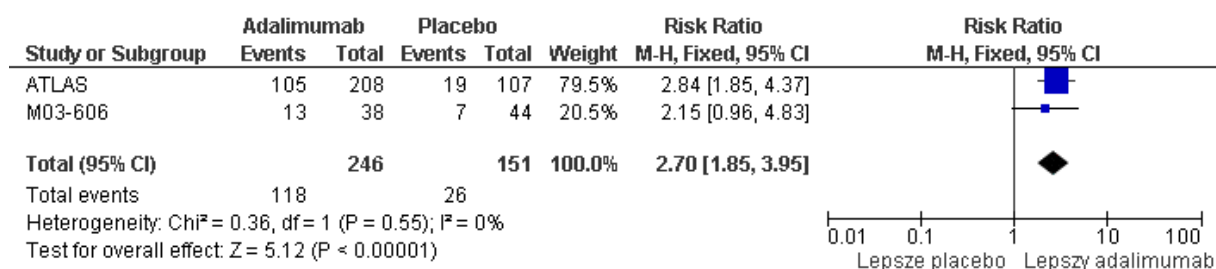 Adalimumab Placebo Risk Ratio Risk Ratio
Study or Subgroup Events Total Events Total Weight M-H, Fixed, 95% CI M-H, Fixed, 95% CI
ATLAS 105 208 19 107 79.5% 2.84 [1.85, 4.37]
M03-606 13 38 7 44 20.5% 2.15 [0.96, 4.83]
Total (95% CI) 246 151 100.0% 2.70 [1.85, 3.95]
Total events 118 26
Heterogeneity: Chi² = 0.36, df = 1 (P = 0.55); I² = 0%
Test for overall effect: Z = 5.12 (P < 0.00001)
0.01 0.1 1 10 100
Lepsze placebo Lepszy adalimumab